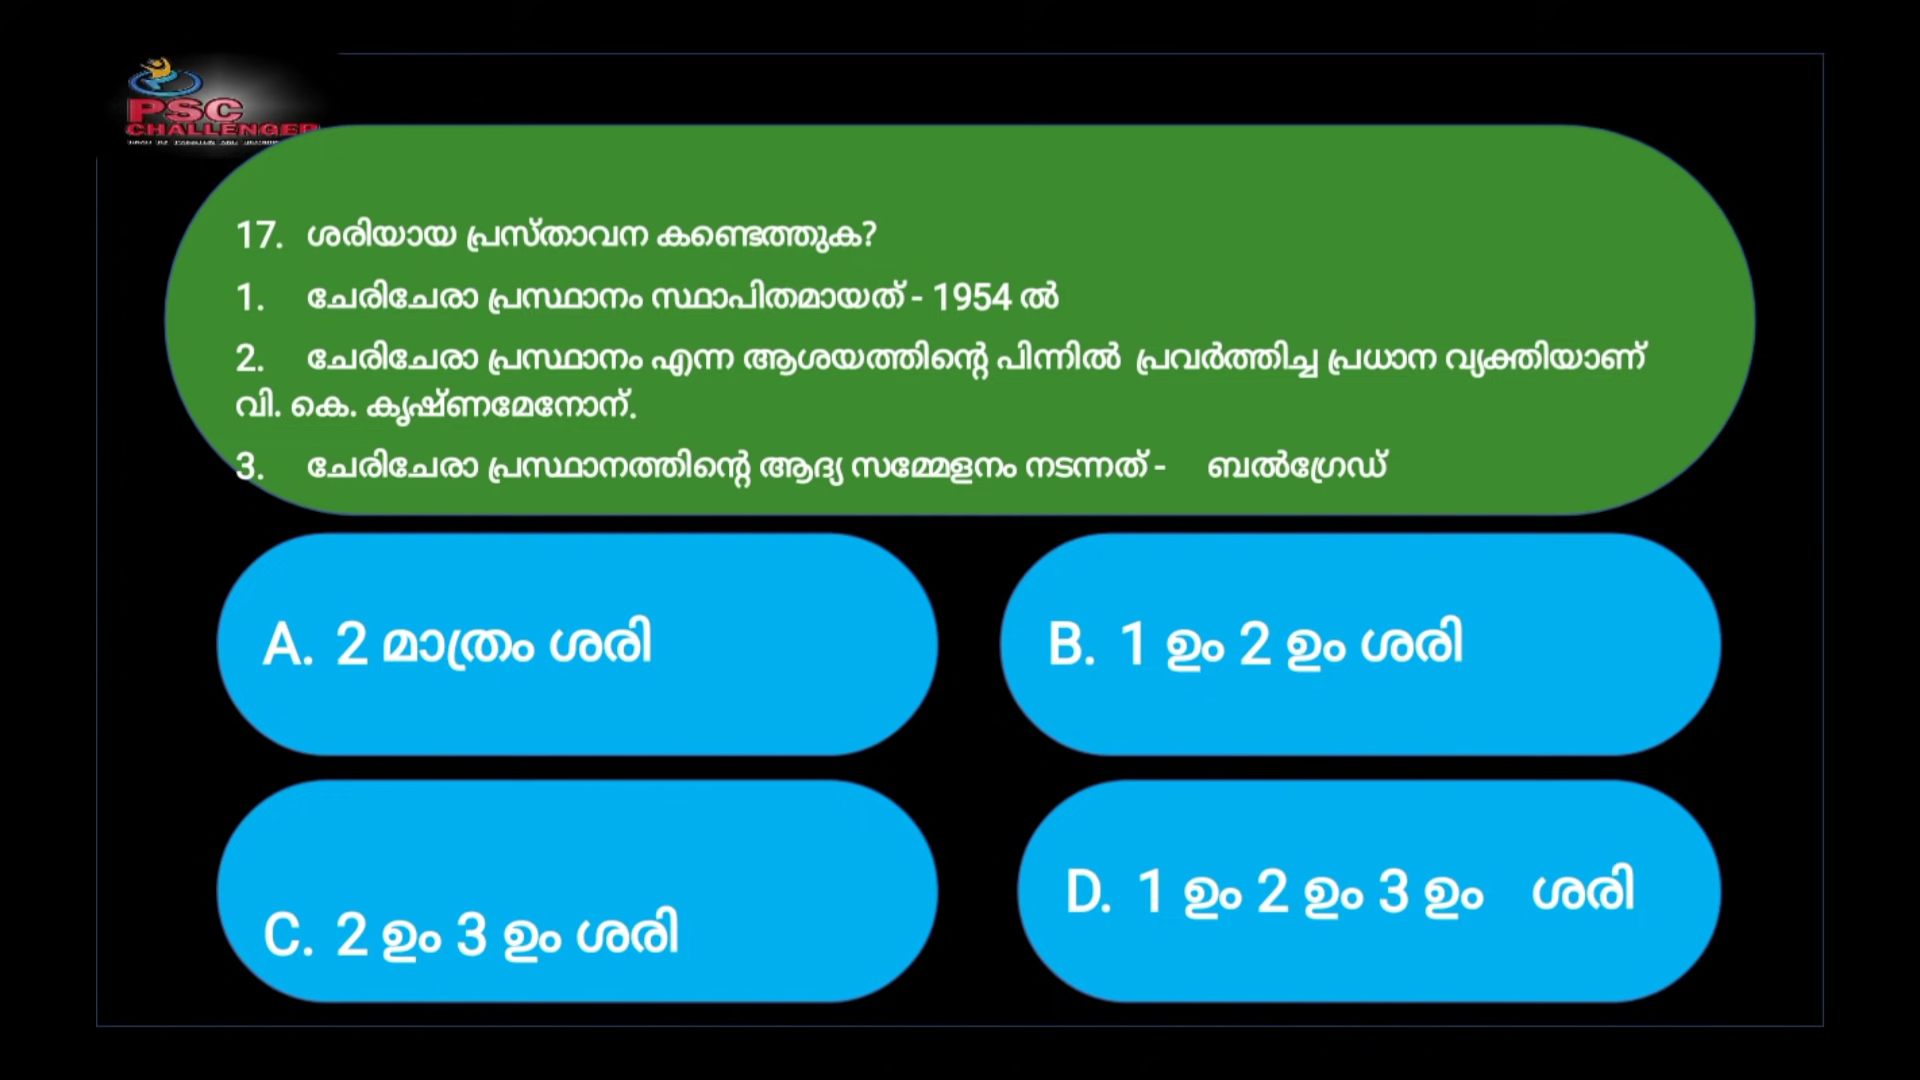 PSC
CHALLENGER
17. ശരിയായ പ്രസ്താവന കണ്ടെത്തുക?
1. ചേരിചേരാ പ്രസ്ഥാനം സ്ഥാപിതമായത് - 1954 ൽ
2. ചേരിചേരാ പ്രസ്ഥാനം എന്ന ആശയത്തിന്റെ പിന്നിൽ പ്രവർത്തിച്ച പ്രധാന വ്യക്തിയാണ്
വി. കെ. കൃഷ്ണമേനോന്.
3. ചേരിചേരാ പ്രസ്ഥാനത്തിന്റെ ആദ്യ സമ്മേളനം നടന്നത് - ബൽഗ്രേഡ്
A. 2 മാത്രം ശരി
B. 1 ഉം 2 ഉം ശരി
C. 2 ഉം 3 ഉം ശരി
D. 1 ഉം 2 ഉം 3 ഉം ശരി